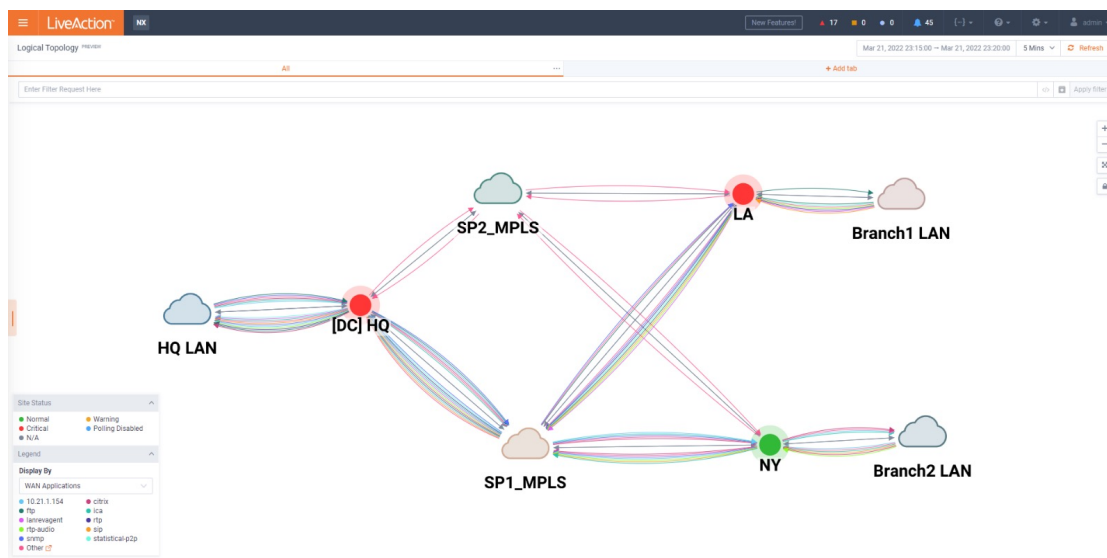 LiveAction NX New Features! 17 0 0 45 admin
Logical Topology PREVIEW Mar 21, 2022 23:15:00 — Mar 21, 2022 23:20:00 5 Mins Refresh
All ... + Add tab
Enter Filter Request Here </> Apply filter
SP2_MPLS
LA
Branch1 LAN
[DC] HQ
HQ LAN
SP1_MPLS
NY
Branch2 LAN
Site Status
Normal Warning
Critical Polling Disabled
N/A
Legend
Display By
WAN Applications
10.21.1.154 citrix
ftp ica
lanrevagent rtp
rtp-audio sip
snmp statistical-p2p
Other